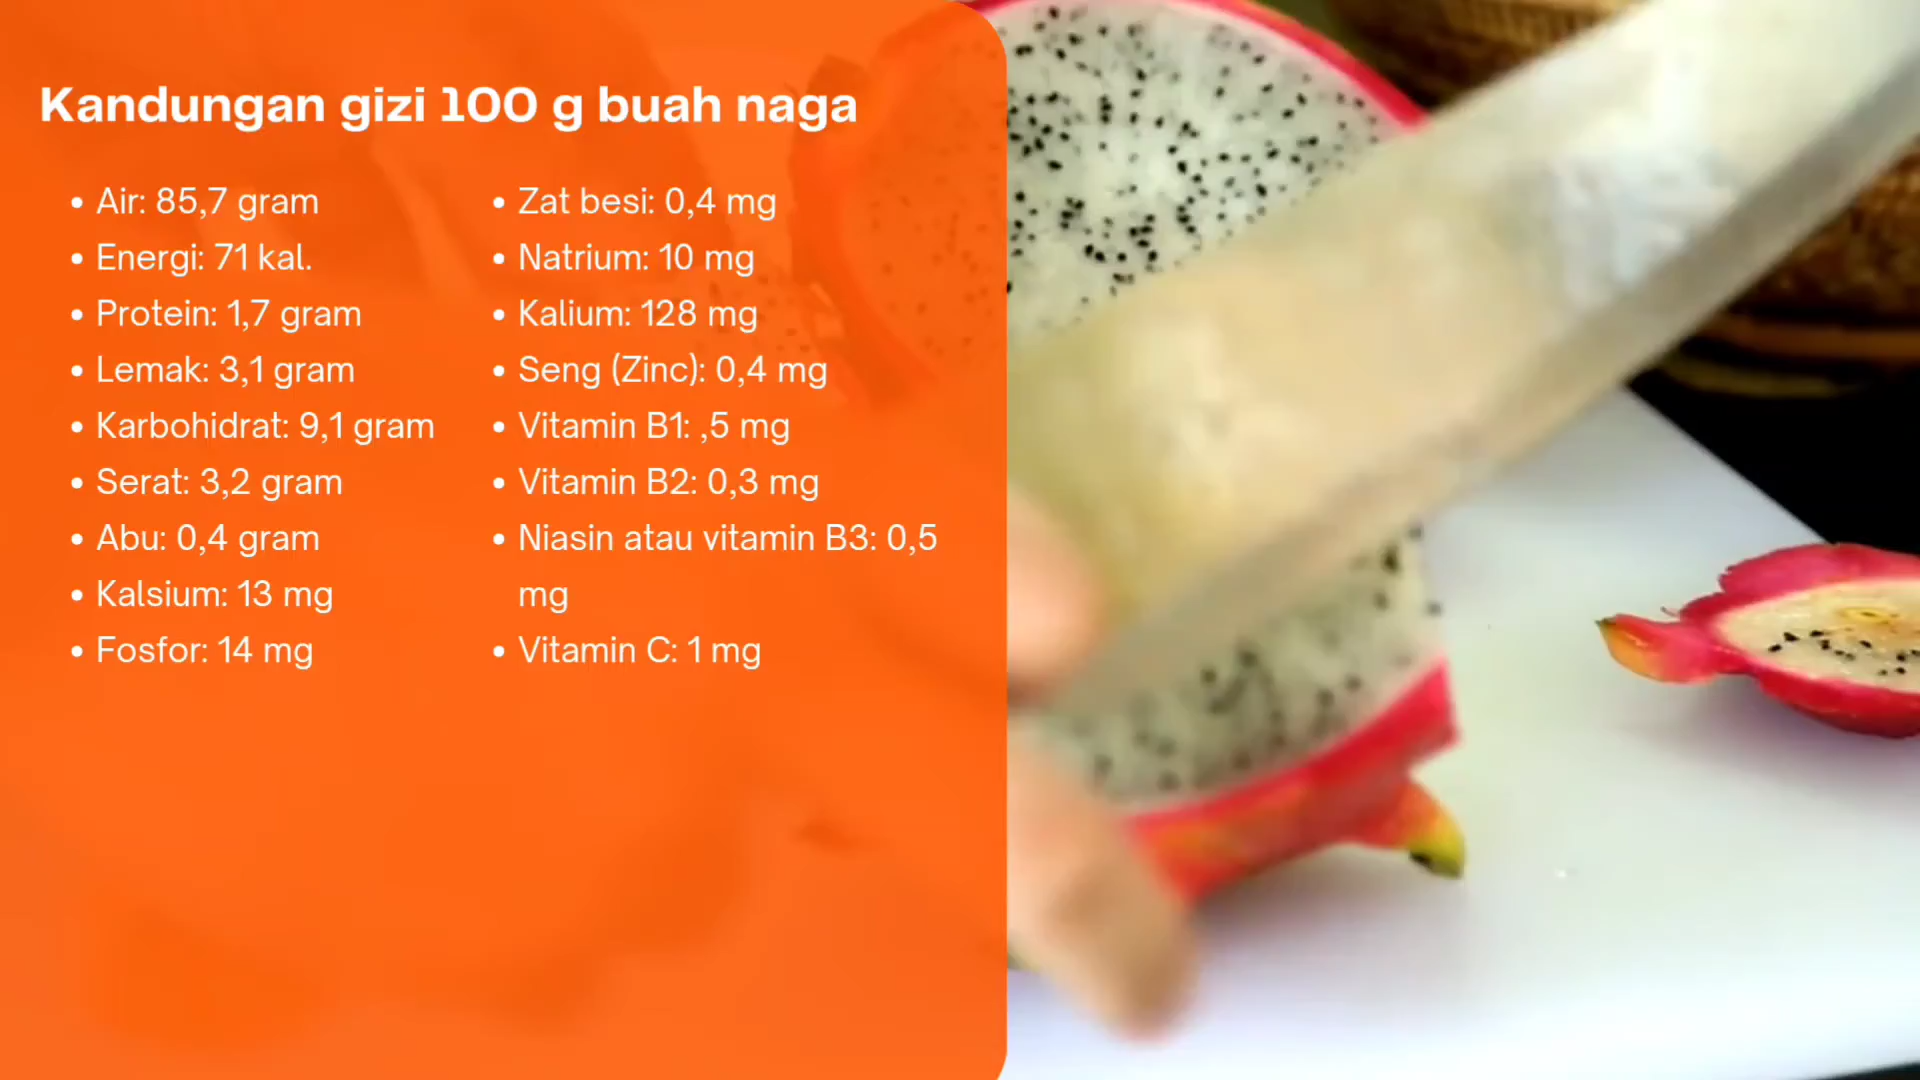 Kandungan gizi 100 g buah naga
• Air: 85,7 gram
• Energi: 71 kal.
• Protein: 1,7 gram
• Lemak: 3,1 gram
• Karbohidrat: 9,1 gram
• Serat: 3,2 gram
• Abu: 0,4 gram
• Kalsium: 13 mg
• Fosfor: 14 mg
• Zat besi: 0,4 mg
• Natrium: 10 mg
• Kalium: 128 mg
• Seng (Zinc): 0,4 mg
• Vitamin B1: ,5 mg
• Vitamin B2: 0,3 mg
• Niasin atau vitamin B3: 0,5
mg
• Vitamin C: 1 mg